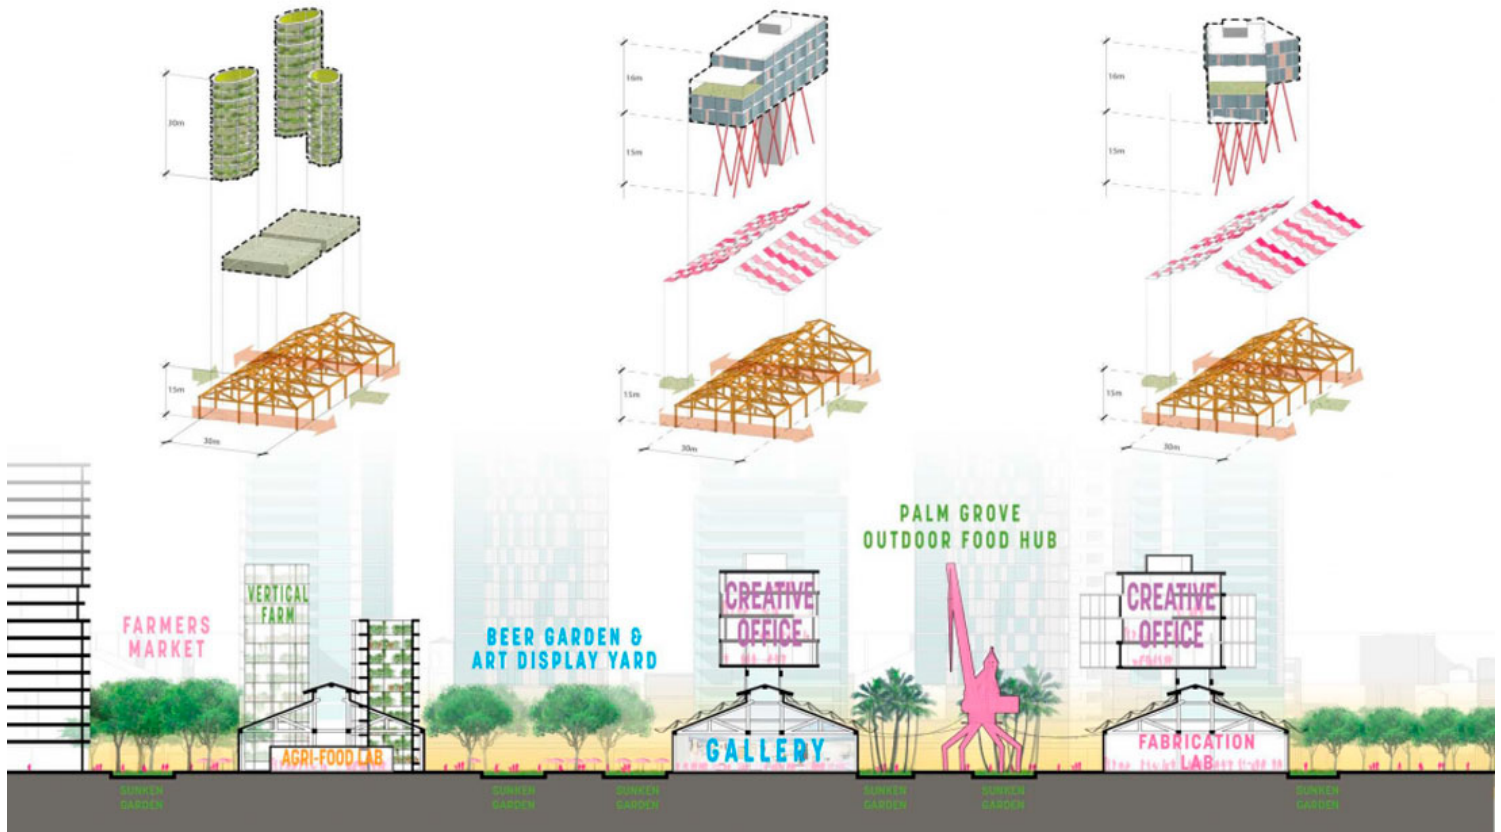 30m
16m
15m
16m
15m
15m
30m
15m
30m
15m
30m
PALM GROVE
OUTDOOR FOOD HUB
VERTICAL
FARM
FARMERS
MARKET
BEER GARDEN &
ART DISPLAY YARD
CREATIVE
OFFICE
CREATIVE
OFFICE
AGRI-FOOD LAB
GALLERY
FABRICATION
LAB
SUNKEN
GARDEN
SUNKEN
GARDEN
SUNKEN
GARDEN
SUNKEN
GARDEN
SUNKEN
GARDEN
SUNKEN
GARDEN